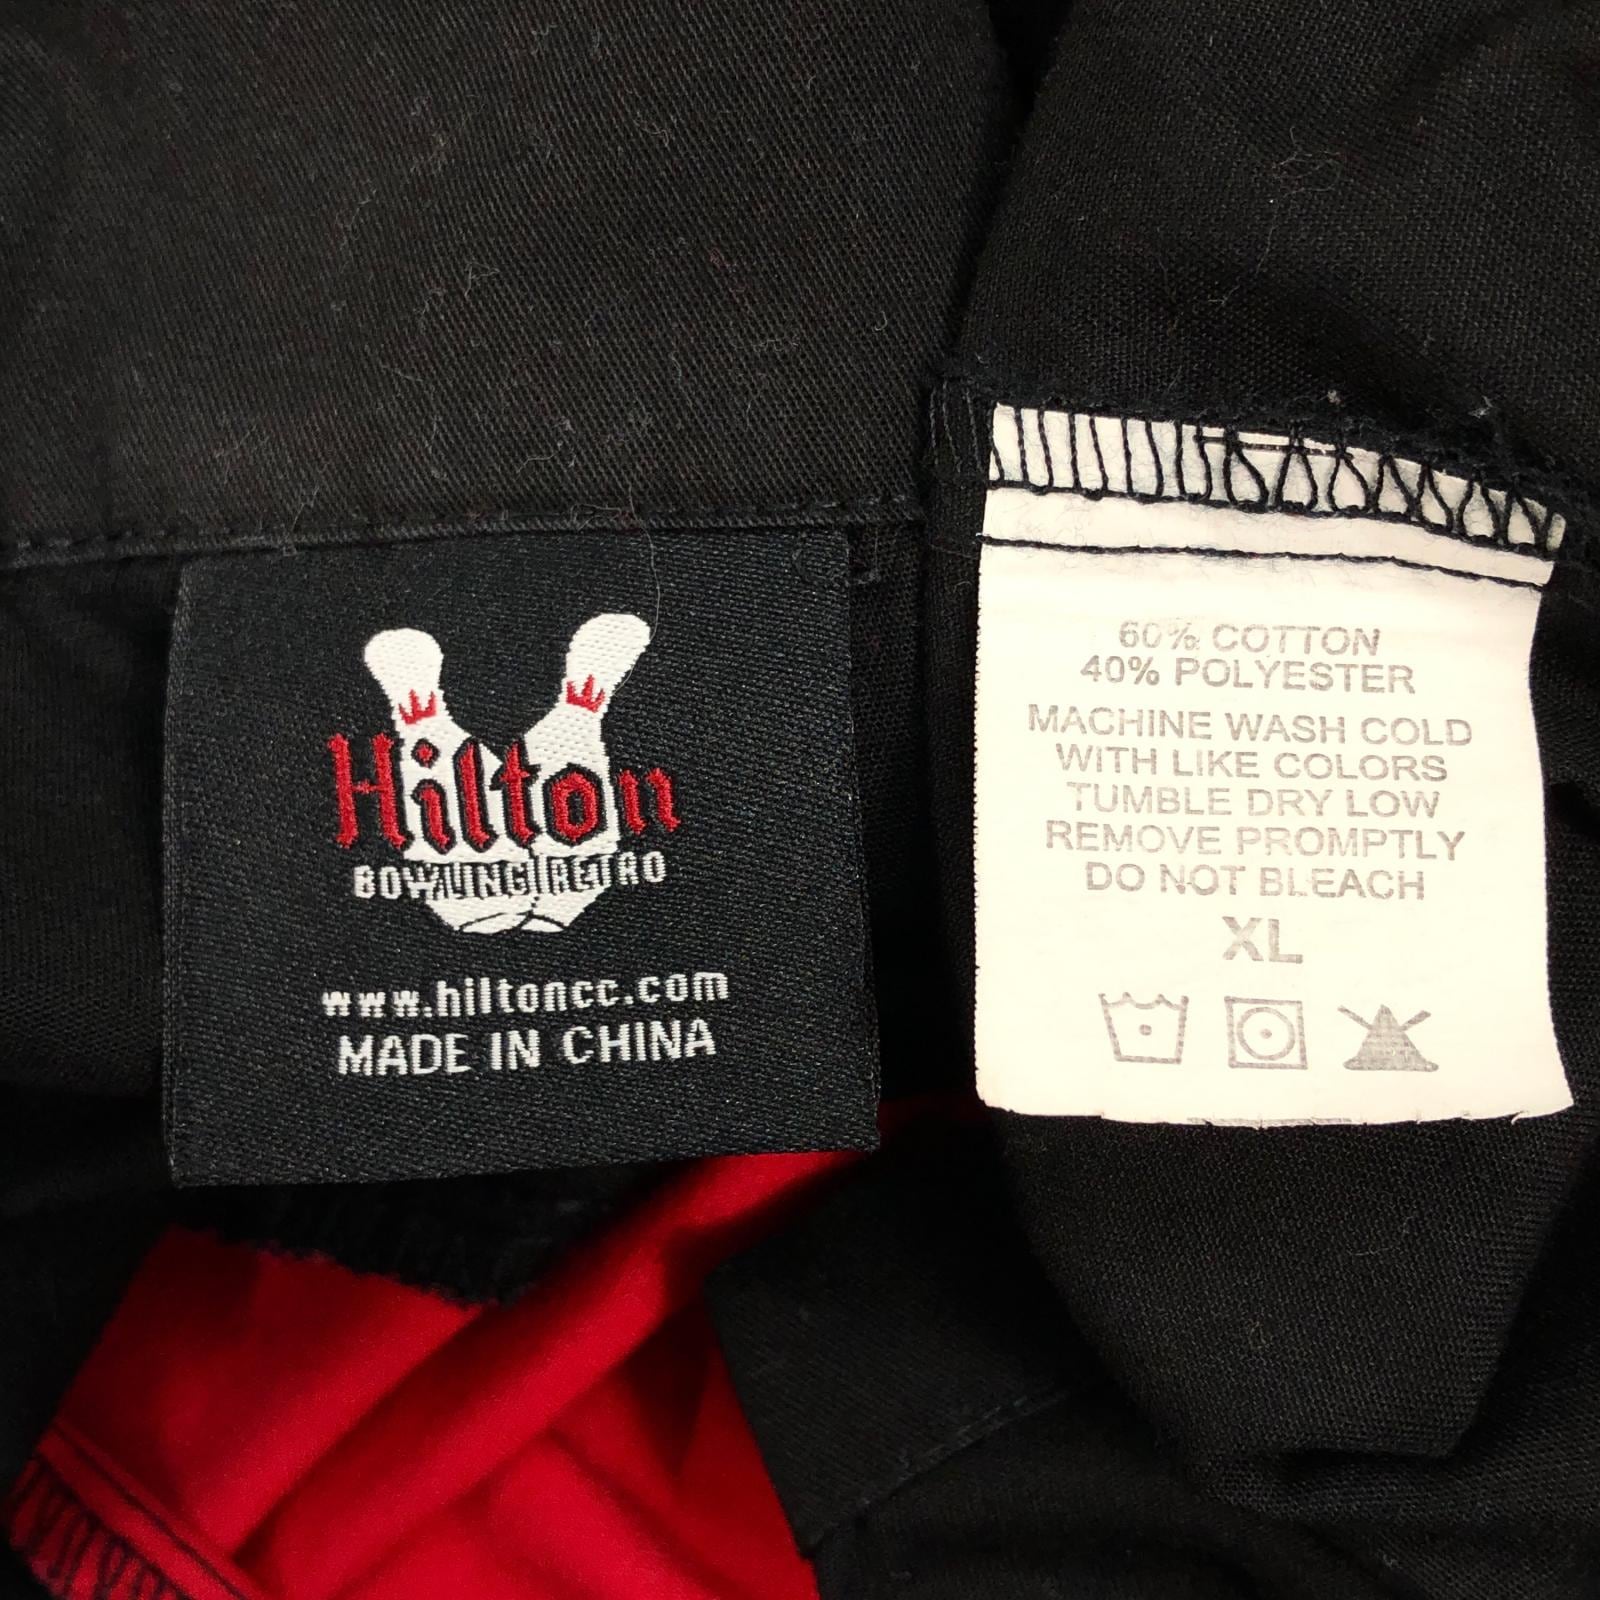 Hilton
BOWLING RETRO
www.hiltoncc.com
MADE IN CHINA
60% COTTON
40% POLYESTER
MACHINE WASH COLD
WITH LIKE COLORS
TUMBLE DRY LOW
REMOVE PROMPTLY
DO NOT BLEACH
XL